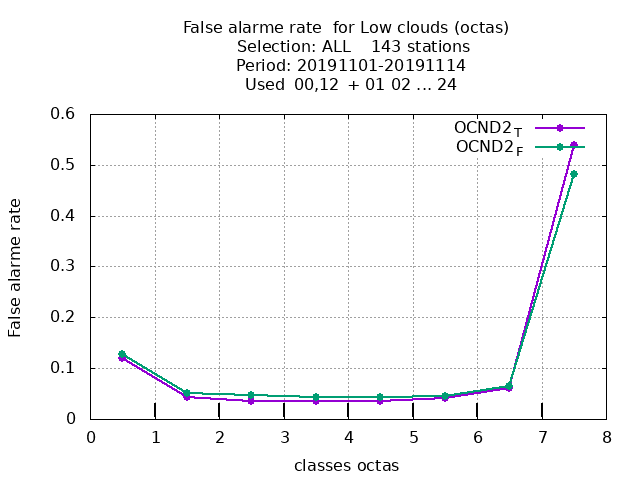 False alarme rate  for Low clouds (octas)
Selection: ALL    143 stations
Period: 20191101-20191114
Used  00,12  + 01 02 ... 24
OCND2T
OCND2F
0.6
0.5
0.4
0.3
0.2
0.1
0
False alarme rate
0 1 2 3 4 5 6 7 8
classes octas